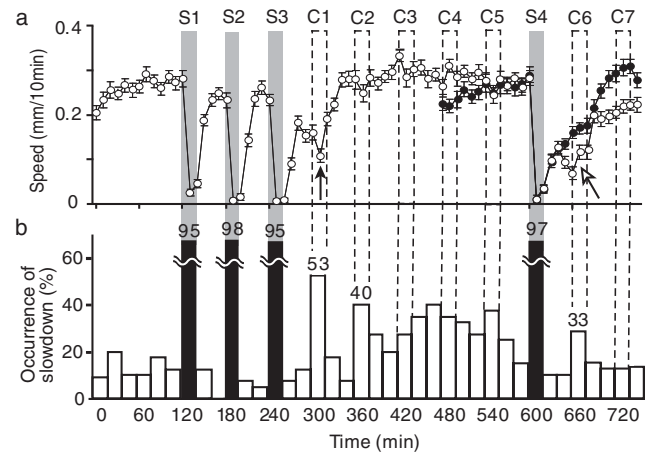 a
S1 S2 S3 C1 C2 C3 C4 C5 S4 C6 C7
0.4
0.2
0
Speed (mm/10min)
b
95 98 95 97
60
40
20
0
53
40
33
Occurrence of
slowdown (%)
0 60 120 180 240 300 360 420 480 540 600 660 720
Time (min)